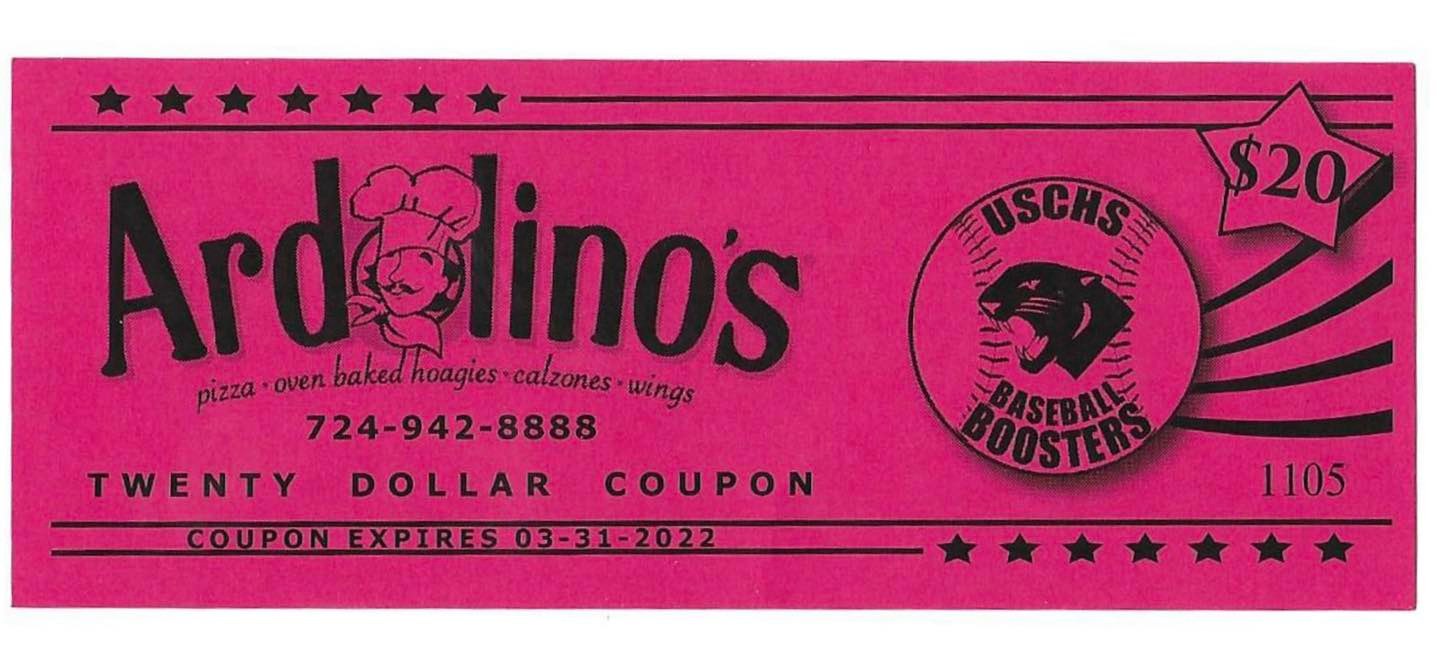 $20
Ardolino's
pizza • oven baked hoagies • calzones • wings
724-942-8888
TWENTY DOLLAR COUPON
USCHS
BASEBALL
BOOSTERS
1105
COUPON EXPIRES 03-31-2022